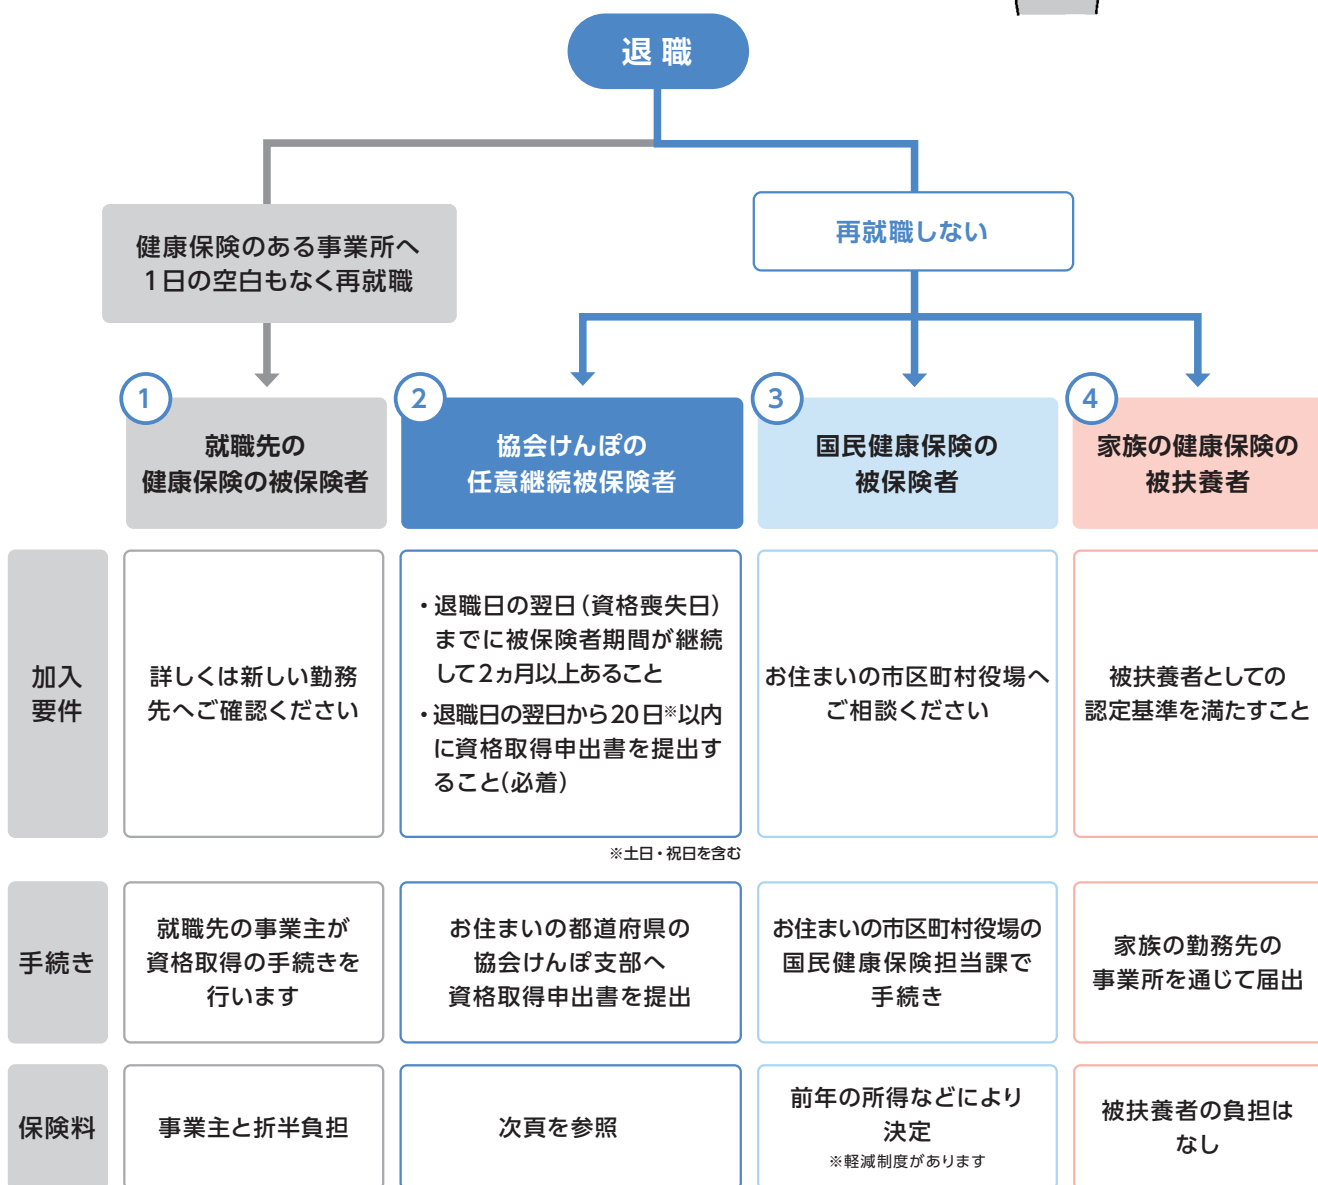 退職
健康保険のある事業所へ
1日の空白もなく再就職
再就職しない
1
就職先の
健康保険の被保険者
2
協会けんぽの
任意継続被保険者
3
国民健康保険の
被保険者
4
家族の健康保険の
被扶養者
加入
要件
詳しくは新しい勤務
先へご確認ください
・退職日の翌日(資格喪失日)
までに被保険者期間が継続
して2ヵ月以上あること
・退職日の翌日から20日※以内
に資格取得申出書を提出す
ること(必着)
※土日・祝日を含む
お住まいの市区町村役場へ
ご相談ください
被扶養者としての
認定基準を満たすこと
手続き
就職先の事業主が
資格取得の手続きを
行います
お住まいの都道府県の
協会けんぽ支部へ
資格取得申出書を提出
お住まいの市区町村役場の
国民健康保険担当課で
手続き
家族の勤務先の
事業所を通じて届出
保険料
事業主と折半負担
次頁を参照
前年の所得などにより
決定
※軽減制度があります
被扶養者の負担は
なし